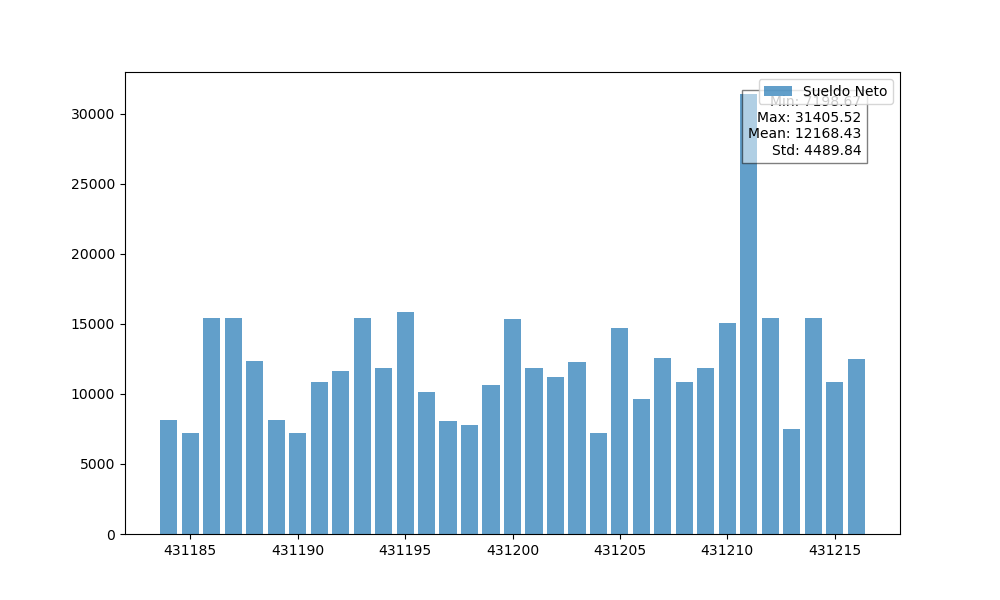 Sueldo Neto
Min: 7198.67
Max: 31405.52
Mean: 12168.43
Std: 4489.84
30000
25000
20000
15000
10000
5000
0
431185 431190 431195 431200 431205 431210 431215